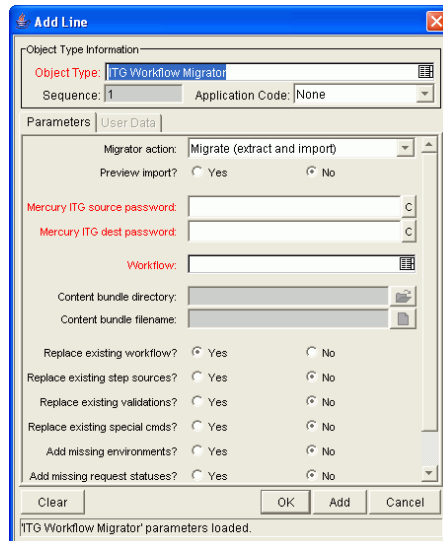 Add Line
Object Type Information
Object Type: ITG Workflow Migrator
Sequence: 1 Application Code: None
Parameters User Data
Migrator action: Migrate (extract and import)
Preview import? Yes No
Mercury ITG source password: C
Mercury ITG dest password: C
Workflow:
Content bundle directory:
Content bundle filename:
Replace existing workflow? Yes No
Replace existing step sources? Yes No
Replace existing validations? Yes No
Replace existing special cmds? Yes No
Add missing environments? Yes No
Add missing request statuses? Yes No
Clear OK Add Cancel
'ITG Workflow Migrator' parameters loaded.